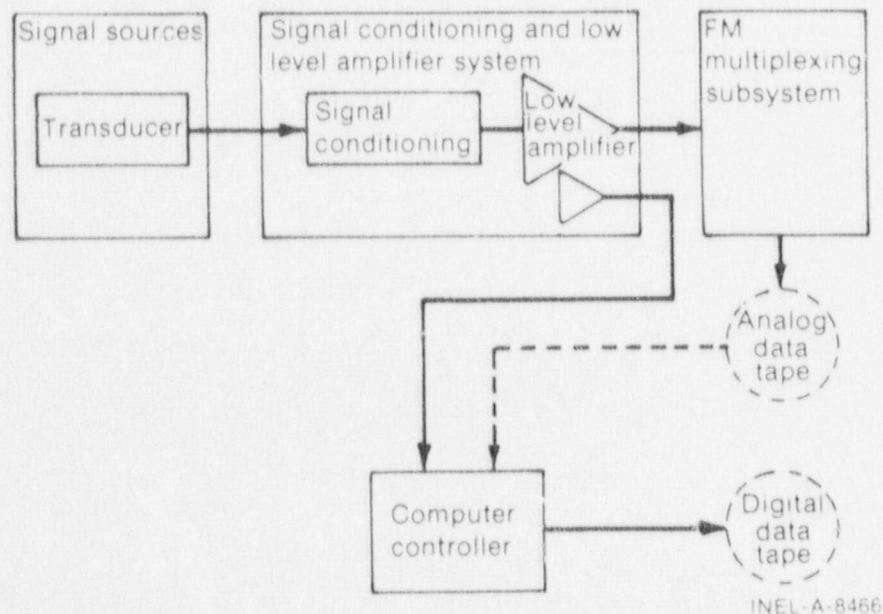 Signal sources
Transducer
Signal conditioning and low
level amplifier system
Signal
conditioning
Low
level
amplifier
FM
multiplexing
subsystem
Analog
data
tape
Computer
controller
Digital
data
tape
INEL-A-8466